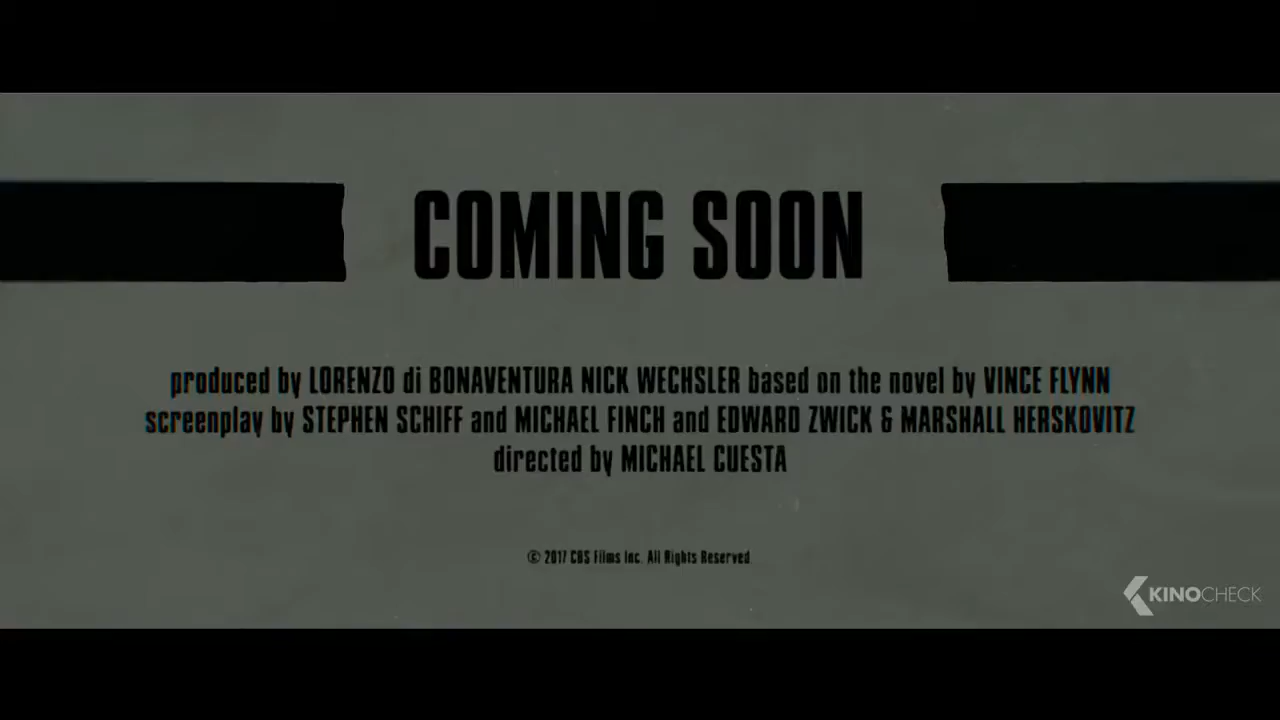 COMING SOON
produced by LORENZO di BONAVENTURA NICK WECHSLER based on the novel by VINCE FLYNN
screenplay by STEPHEN SCHIFF and MICHAEL FINCH and EDWARD ZWICK & MARSHALL HERSKOVITZ
directed by MICHAEL CUESTA
© 2017 CBS Films Inc. All Rights Reserved.
KINOCHECK